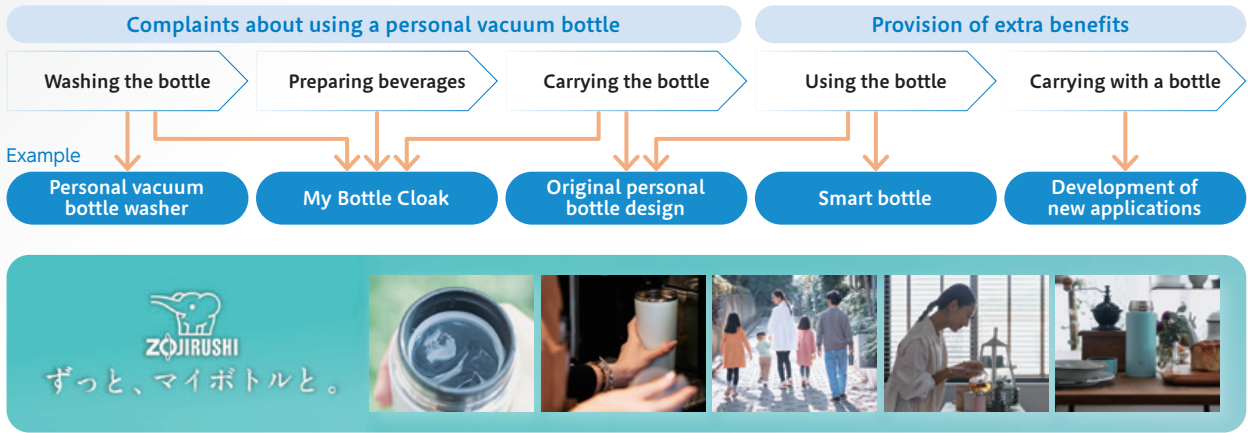 Complaints about using a personal vacuum bottle
Provision of extra benefits
Washing the bottle
Preparing beverages
Carrying the bottle
Using the bottle
Carrying with a bottle
Example
Personal vacuum
bottle washer
My Bottle Cloak
Original personal
bottle design
Smart bottle
Development of
new applications
ZOJIRUSHI
ずっと、マイボトルと。